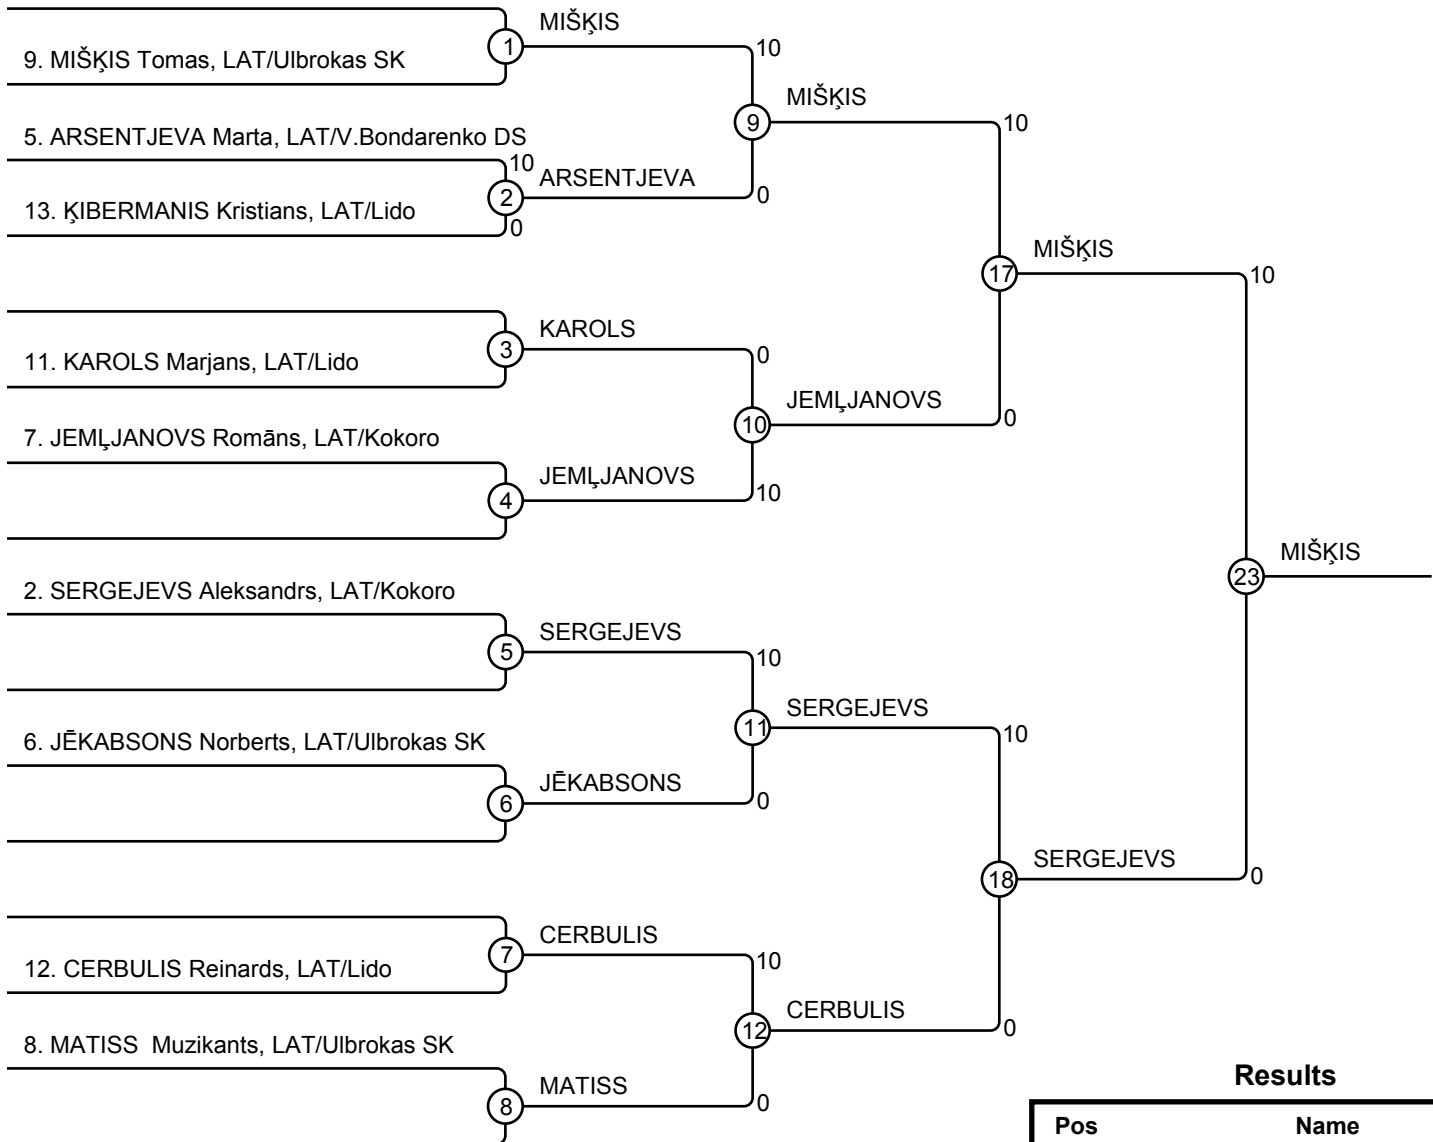 MIŠĶIS
1
10
9. MIŠĶIS Tomas, LAT/Ulbrokas SK
MIŠĶIS
9
10
5. ARSENTJEVA Marta, LAT/V.Bondarenko DS
10
ARSENTJEVA
2
0
13. ĶIBERMANIS Kristians, LAT/Lido
0
MIŠĶIS
17
10
KAROLS
3
0
11. KAROLS Marjans, LAT/Lido
JEMĻJANOVS
10
0
7. JEMĻJANOVS Romāns, LAT/Kokoro
JEMĻJANOVS
4
10
MIŠĶIS
23
2. SERGEJEVS Aleksandrs, LAT/Kokoro
SERGEJEVS
5
10
SERGEJEVS
11
10
6. JĒKABSONS Norberts, LAT/Ulbrokas SK
JĒKABSONS
6
0
SERGEJEVS
18
0
CERBULIS
7
10
12. CERBULIS Reinards, LAT/Lido
CERBULIS
12
0
8. MATISS  Muzikants, LAT/Ulbrokas SK
MATISS
8
0
Results
Pos Name